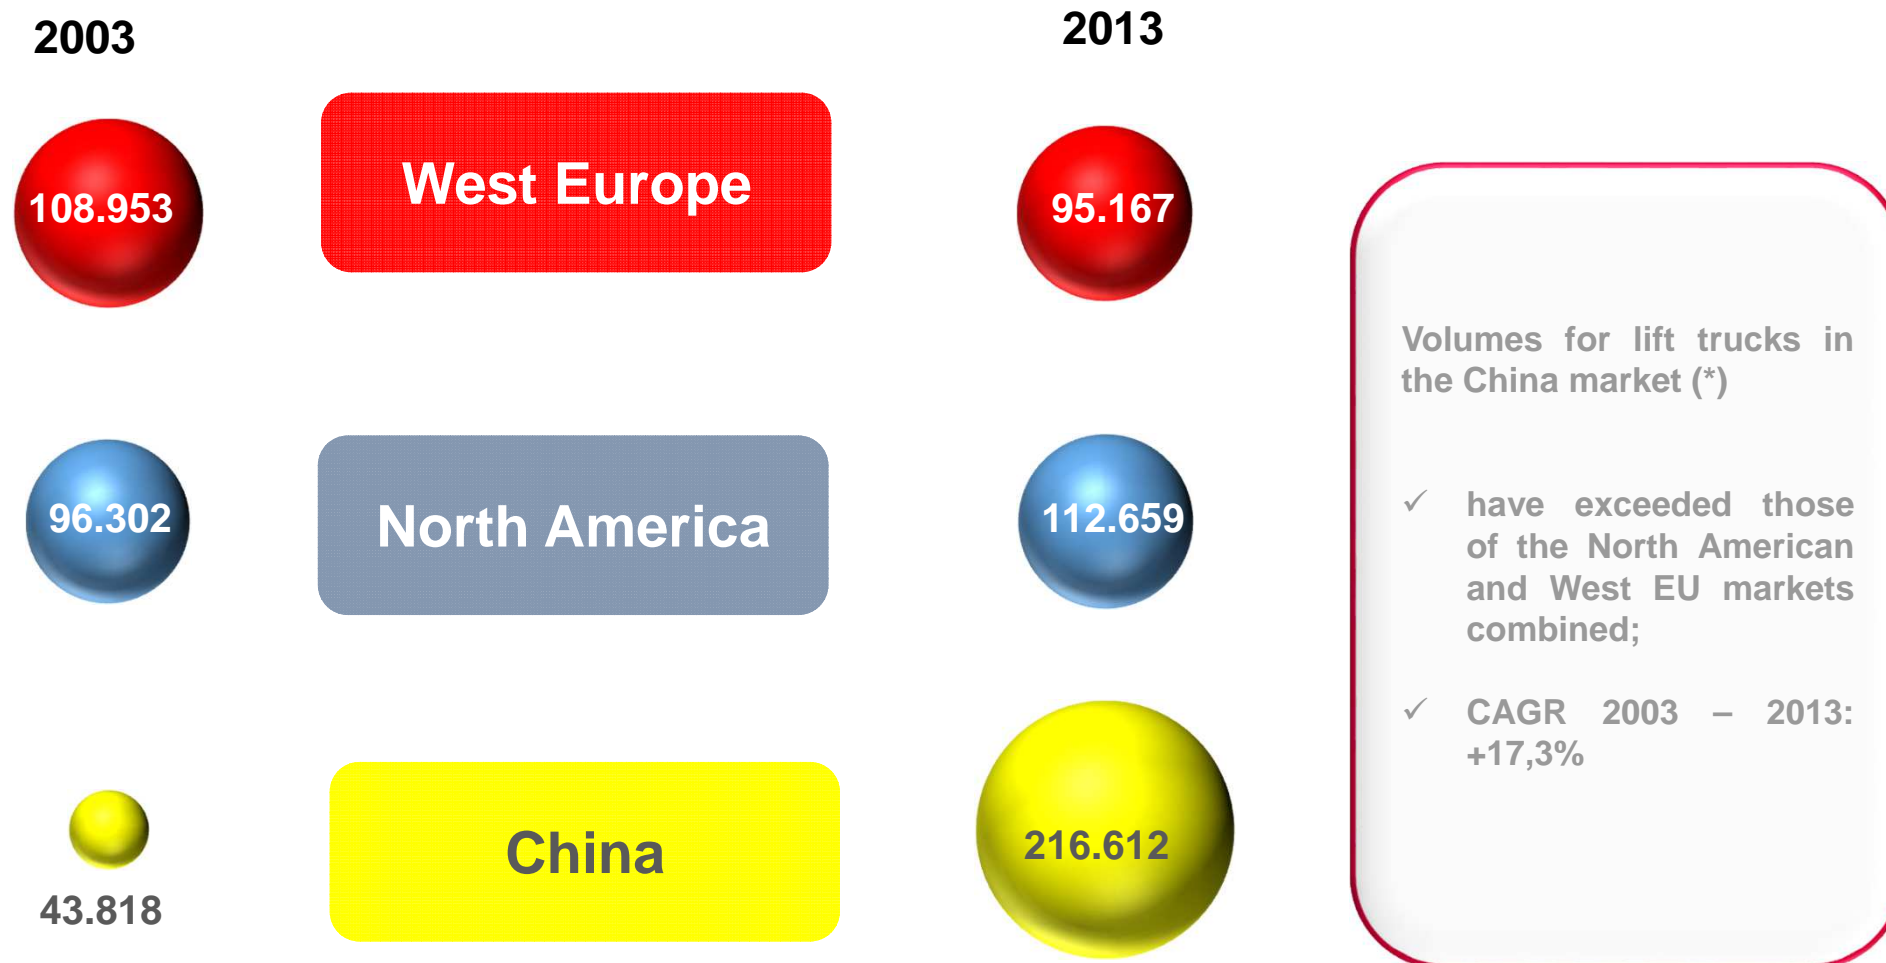 2003
2013
108.953
West Europe
95.167
96.302
North America
112.659
43.818
China
216.612
Volumes for lift trucks in
the China market (*)
✓ have exceeded those
of the North American
and West EU markets
combined;
✓ CAGR 2003 – 2013:
+17,3%